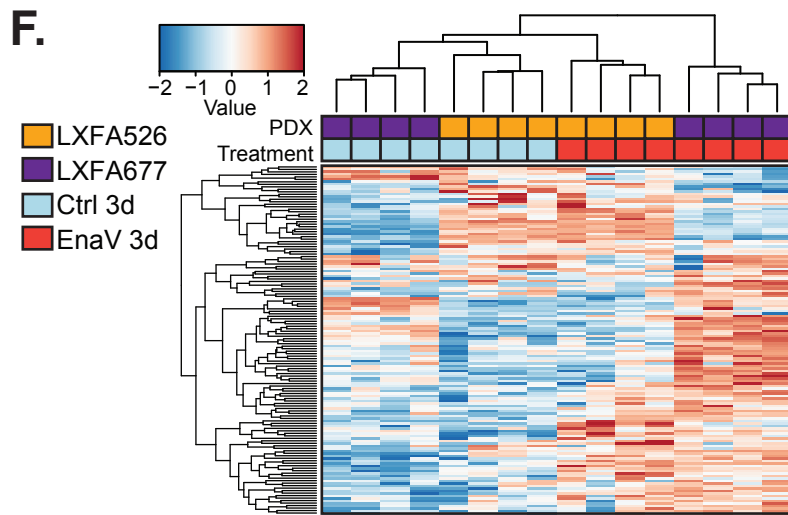 F.
−2 −1 0 1 2
Value
LXFA526
LXFA677
Ctrl 3d
EnaV 3d
PDX
Treatment